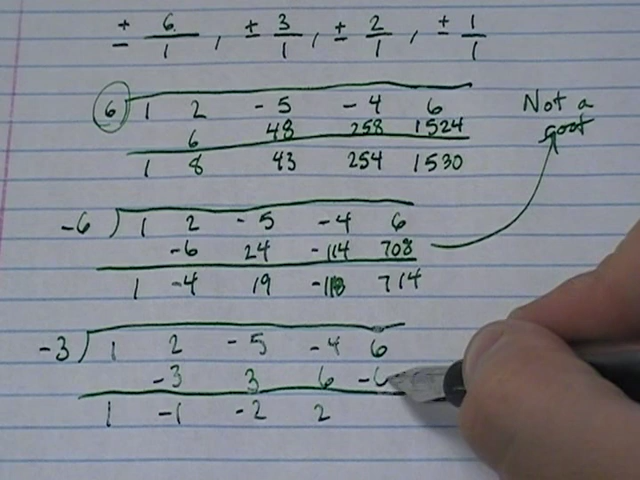 ± 6/1 , ± 3/1 , ± 2/1 , ± 1/1
6 ) 1 2 -5 -4 6
6 48 258 1524
1 8 43 254 1530
Not a
root
-6 ) 1 2 -5 -4 6
-6 24 -114 708
1 -4 19 -118 714
-3 ) 1 2 -5 -4 6
-3 3 6 -6
1 -1 -2 2